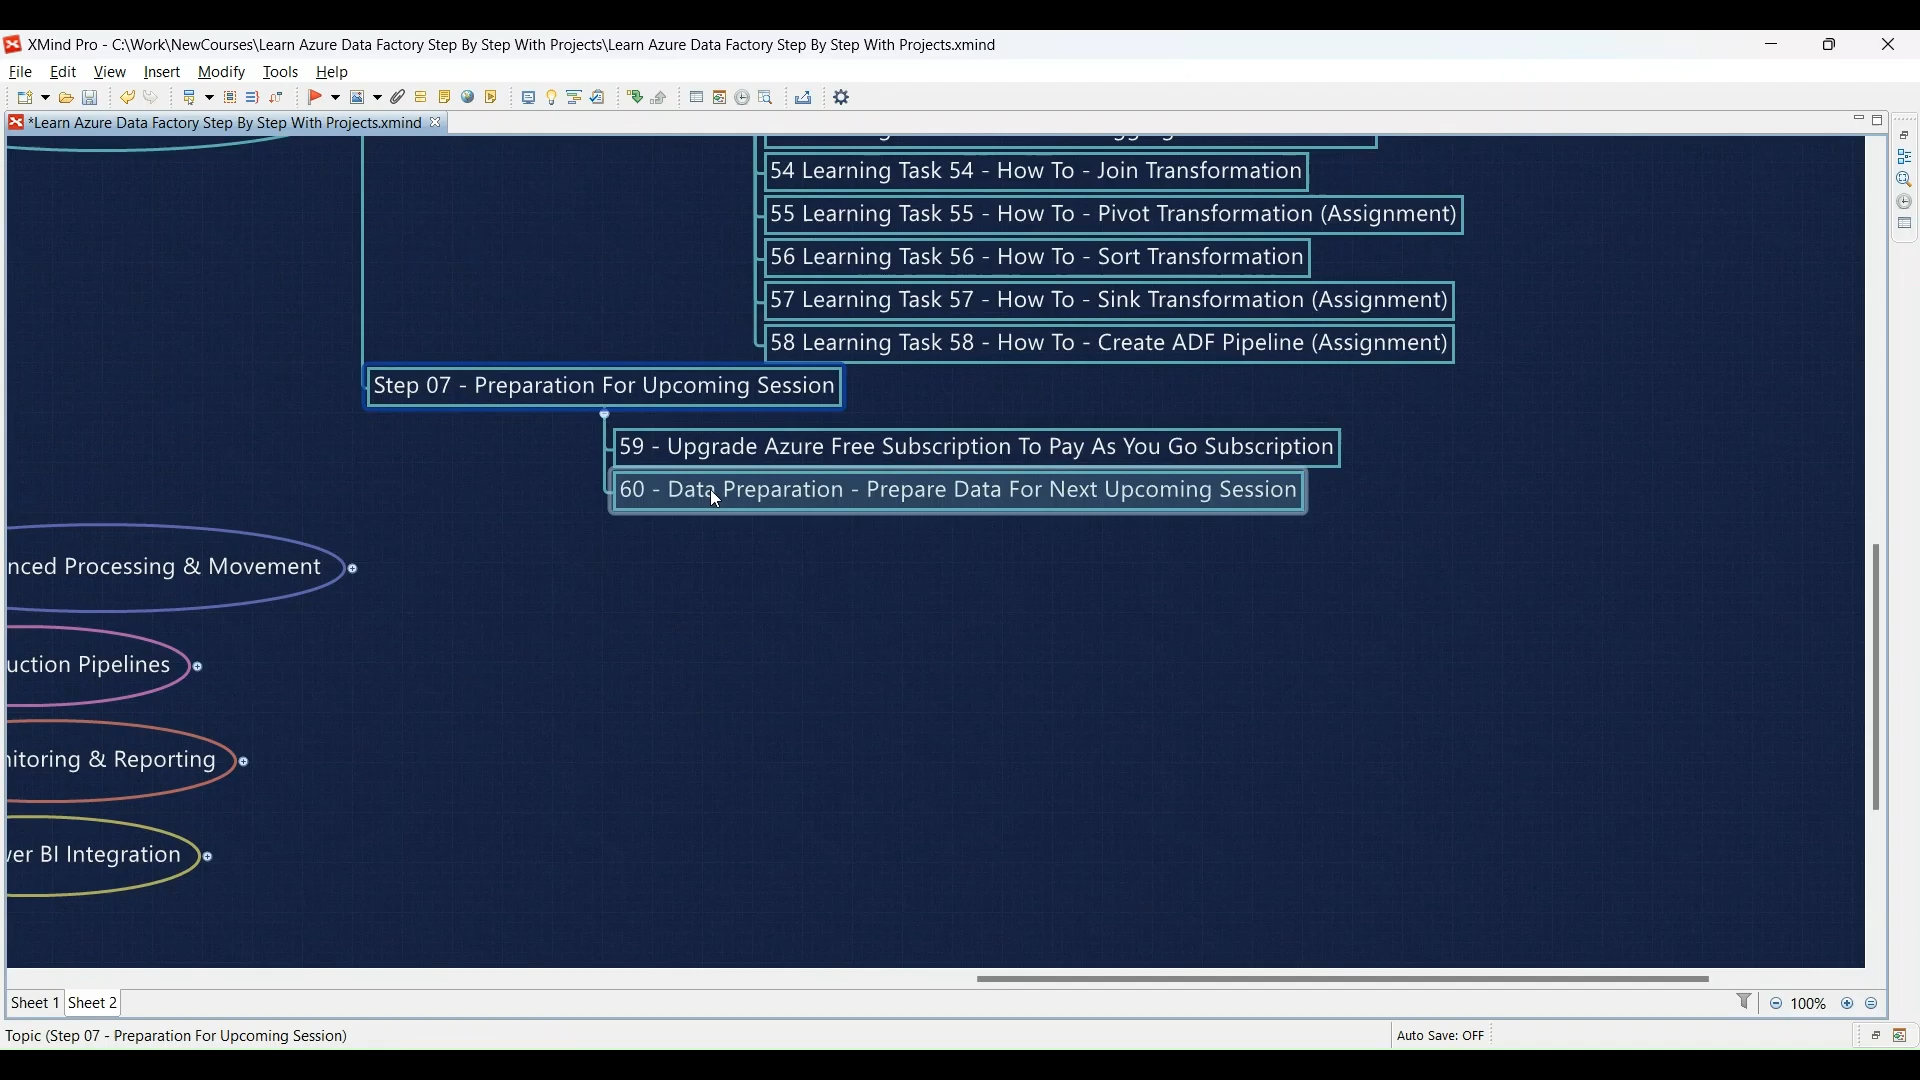 XMind Pro - C:\Work\NewCourses\Learn Azure Data Factory Step By Step With Projects\Learn Azure Data Factory Step By Step With Projects.xmind
File Edit View Insert Modify Tools Help
*Learn Azure Data Factory Step By Step With Projects.xmind
54 Learning Task 54 - How To - Join Transformation
55 Learning Task 55 - How To - Pivot Transformation (Assignment)
56 Learning Task 56 - How To - Sort Transformation
57 Learning Task 57 - How To - Sink Transformation (Assignment)
58 Learning Task 58 - How To - Create ADF Pipeline (Assignment)
Step 07 - Preparation For Upcoming Session
59 - Upgrade Azure Free Subscription To Pay As You Go Subscription
60 - Data Preparation - Prepare Data For Next Upcoming Session
nced Processing & Movement
uction Pipelines
nitoring & Reporting
wer BI Integration
Sheet 1 Sheet 2 100%
Topic (Step 07 - Preparation For Upcoming Session) Auto Save: OFF